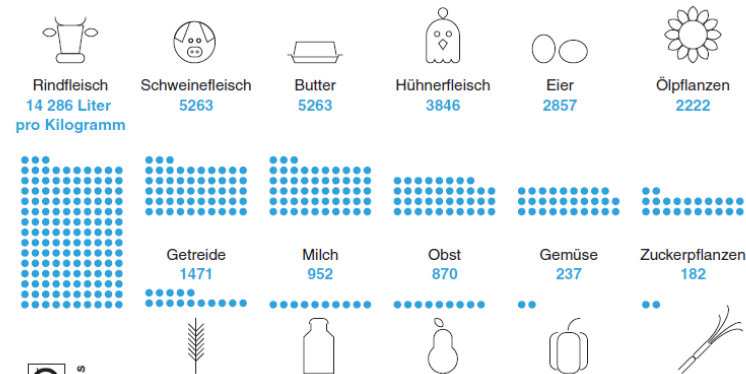 Rindfleisch
14 286 Liter
pro Kilogramm
Schweinefleisch
5263
Butter
5263
Hühnerfleisch
3846
Eier
2857
Ölpflanzen
2222
Getreide
1471
Milch
952
Obst
870
Gemüse
237
Zuckerpflanzen
182